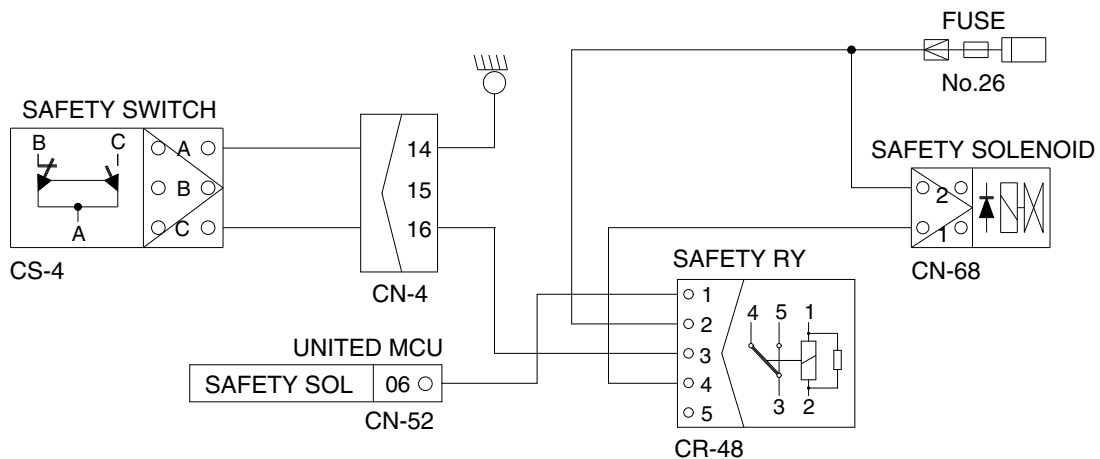 FUSE
No.26
SAFETY SWITCH
B C
A
A
B
C
CS-4
14
15
16
CN-4
SAFETY SOLENOID
2
1
CN-68
SAFETY RY
1
2
3
4
5
4 5 1
3 2
CR-48
UNITED MCU
SAFETY SOL 06
CN-52